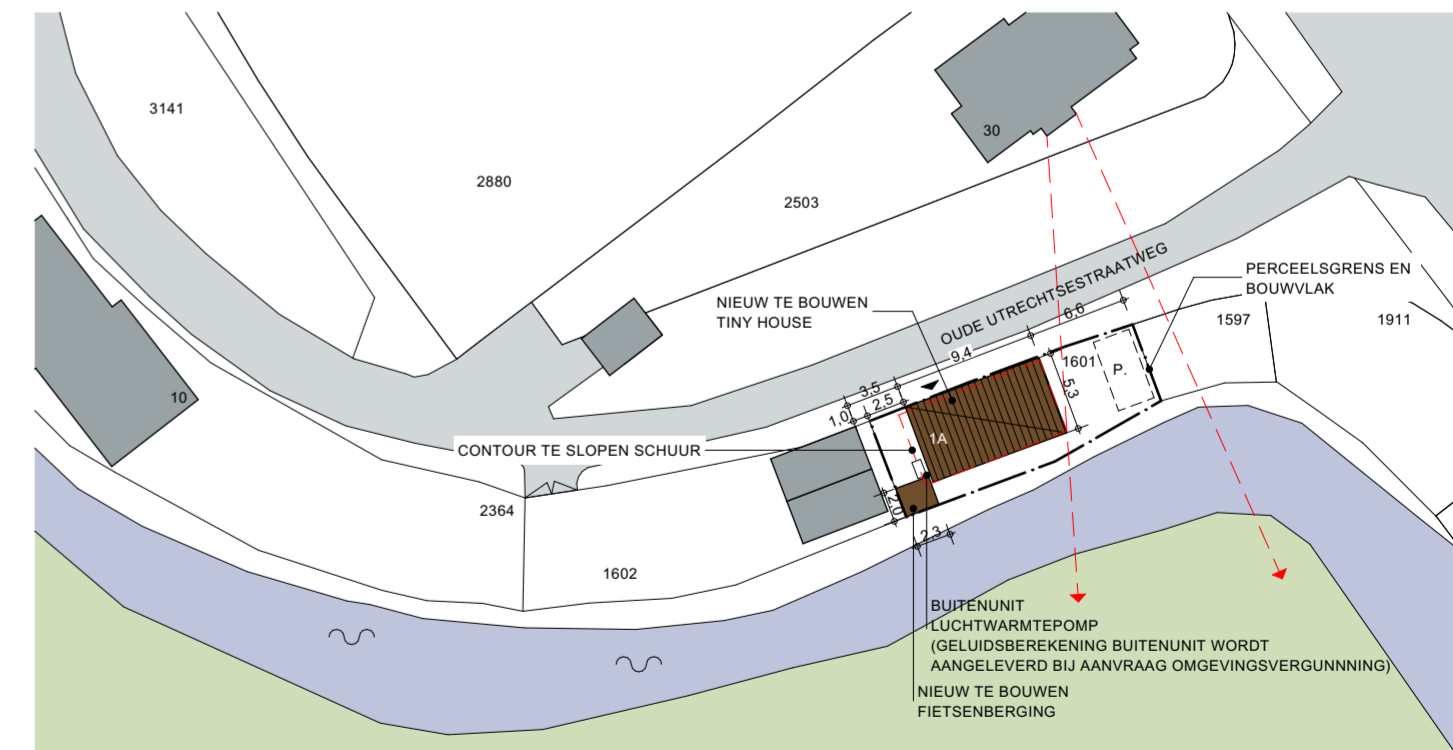 3141
30
2880
2503
OUDE UTRECHTSESTRAATWEG
PERCEELSGRENS EN
BOUWVLAK
NIEUW TE BOUWEN
TINY HOUSE
6,6
1597
1911
9,4
1601
P.
5,3
3,5
2,5
1,0
10
1A
CONTOUR TE SLOPEN SCHUUR
2,0
2364
2,3
1602
BUITENUNIT
LUCHTWARMTEPOMP
(GELUIDSBEREKENING BUITENUNIT WORDT
AANGELEVERD BIJ AANVRAAG OMGEVINGSVERGUNNNING)
NIEUW TE BOUWEN
FIETSENBERGING